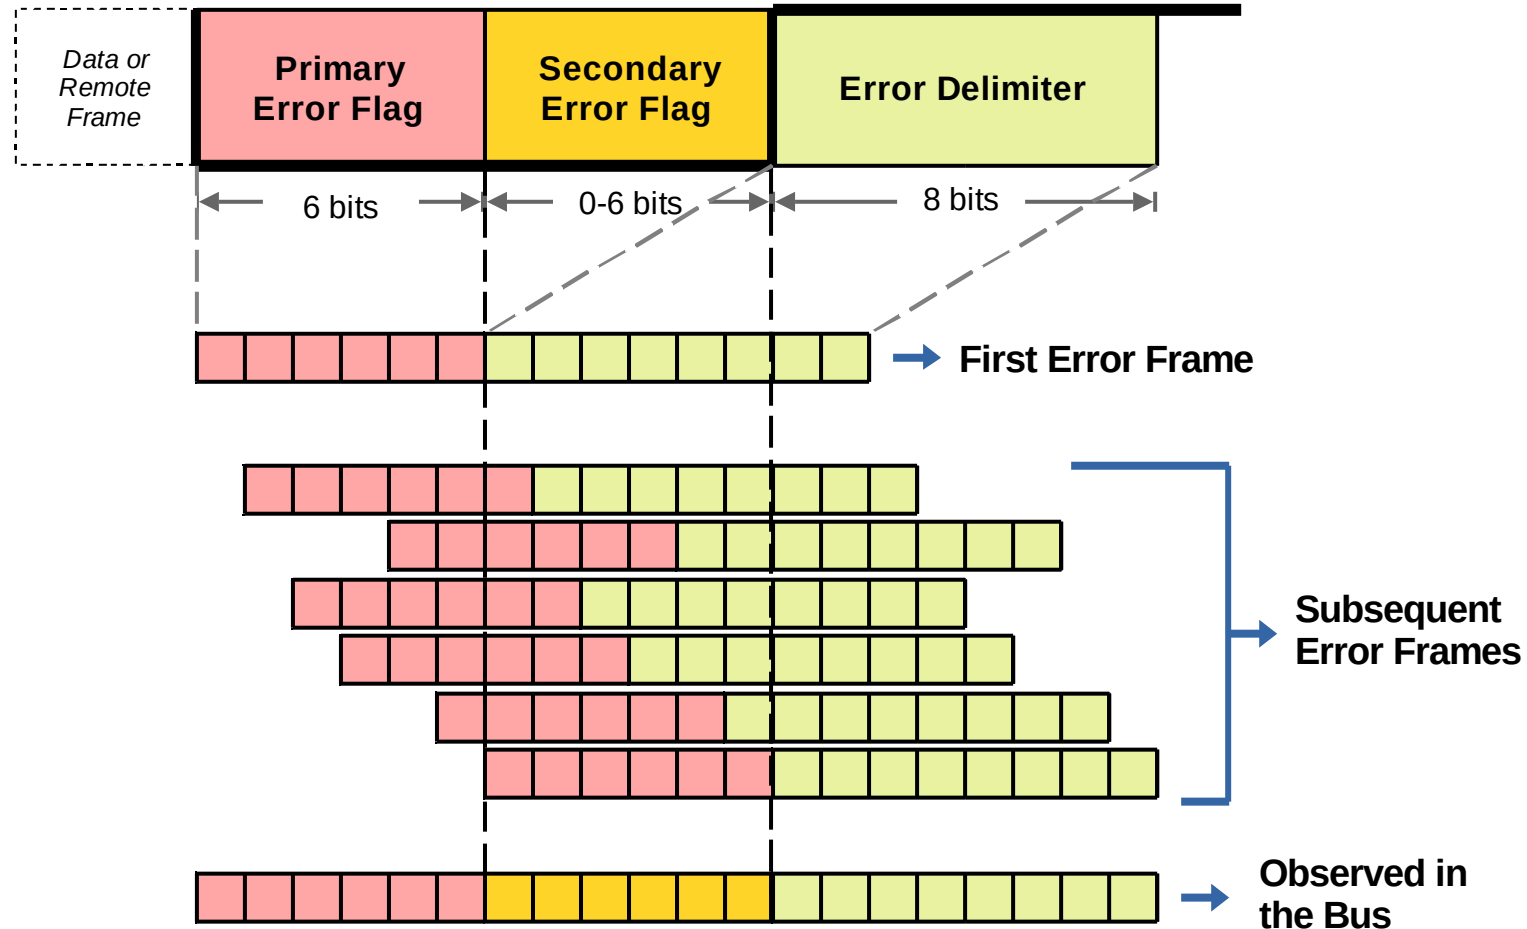 Data or
Remote
Frame
Primary
Error Flag
Secondary
Error Flag
Error Delimiter
6 bits
0-6 bits
8 bits
First Error Frame
Subsequent
Error Frames
Observed in
the Bus